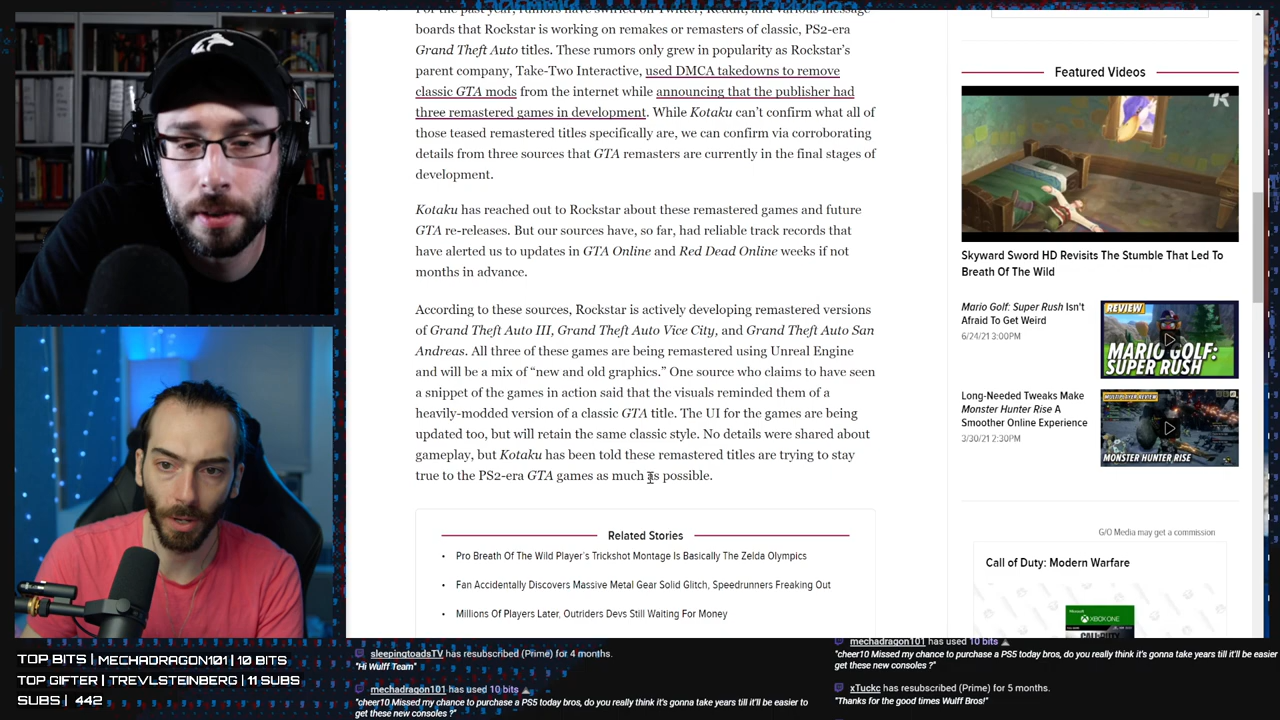 For the past year, rumors have swirled on Twitter, Reddit, and various message
boards that Rockstar is working on remakes or remasters of classic, PS2-era
Grand Theft Auto titles. These rumors only grew in popularity as Rockstar's
parent company, Take-Two Interactive, used DMCA takedowns to remove
classic GTA mods from the internet while announcing that the publisher had
three remastered games in development. While Kotaku can't confirm what all of
those teased remastered titles specifically are, we can confirm via corroborating
details from three sources that GTA remasters are currently in the final stages of
development.
Kotaku has reached out to Rockstar about these remastered games and future
GTA re-releases. But our sources have, so far, had reliable track records that
have alerted us to updates in GTA Online and Red Dead Online weeks if not
months in advance.
According to these sources, Rockstar is actively developing remastered versions
of Grand Theft Auto III, Grand Theft Auto Vice City, and Grand Theft Auto San
Andreas. All three of these games are being remastered using Unreal Engine
and will be a mix of “new and old graphics.” One source who claims to have seen
a snippet of the games in action said that the visuals reminded them of a
heavily-modded version of a classic GTA title. The UI for the games are being
updated too, but will retain the same classic style. No details were shared about
gameplay, but Kotaku has been told these remastered titles are trying to stay
true to the PS2-era GTA games as much as possible.
Related Stories
• Pro Breath Of The Wild Player's Trickshot Montage Is Basically The Zelda Olympics
• Fan Accidentally Discovers Massive Metal Gear Solid Glitch, Speedrunners Freaking Out
• Millions Of Players Later, Outriders Devs Still Waiting For Money
Featured Videos
Skyward Sword HD Revisits The Stumble That Led To
Breath Of The Wild
Mario Golf: Super Rush Isn't
Afraid To Get Weird
6/24/21 3:00PM
REVIEW
MARIO GOLF:
SUPER RUSH
Long-Needed Tweaks Make
Monster Hunter Rise A
Smoother Online Experience
3/30/21 2:30PM
MULTIPLAYER REVIEW
MONSTER HUNTER RISE
G/O Media may get a commission
Call of Duty: Modern Warfare
XBOX ONE
TOP BITS | MECHADRAGON101 | 10 BITS
TOP GIFTER | TREVLSTEINBERG | 11 SUBS
SUBS | 442
sleepingtoadsTV has resubscribed (Prime) for 4 months.
"Hi Wulff Team"
mechadragon101 has used 10 bits
"cheer10 Missed my chance to purchase a PS5 today bros, do you really think it's gonna take years till it'll be easier to
get these new consoles ?"
mechadragon101 has used 10 bits
"cheer10 Missed my chance to purchase a PS5 today bros, do you really think it's gonna take years till it'll be easier
get these new consoles ?"
xTuckc has resubscribed (Prime) for 5 months.
"Thanks for the good times Wulff Bros!"